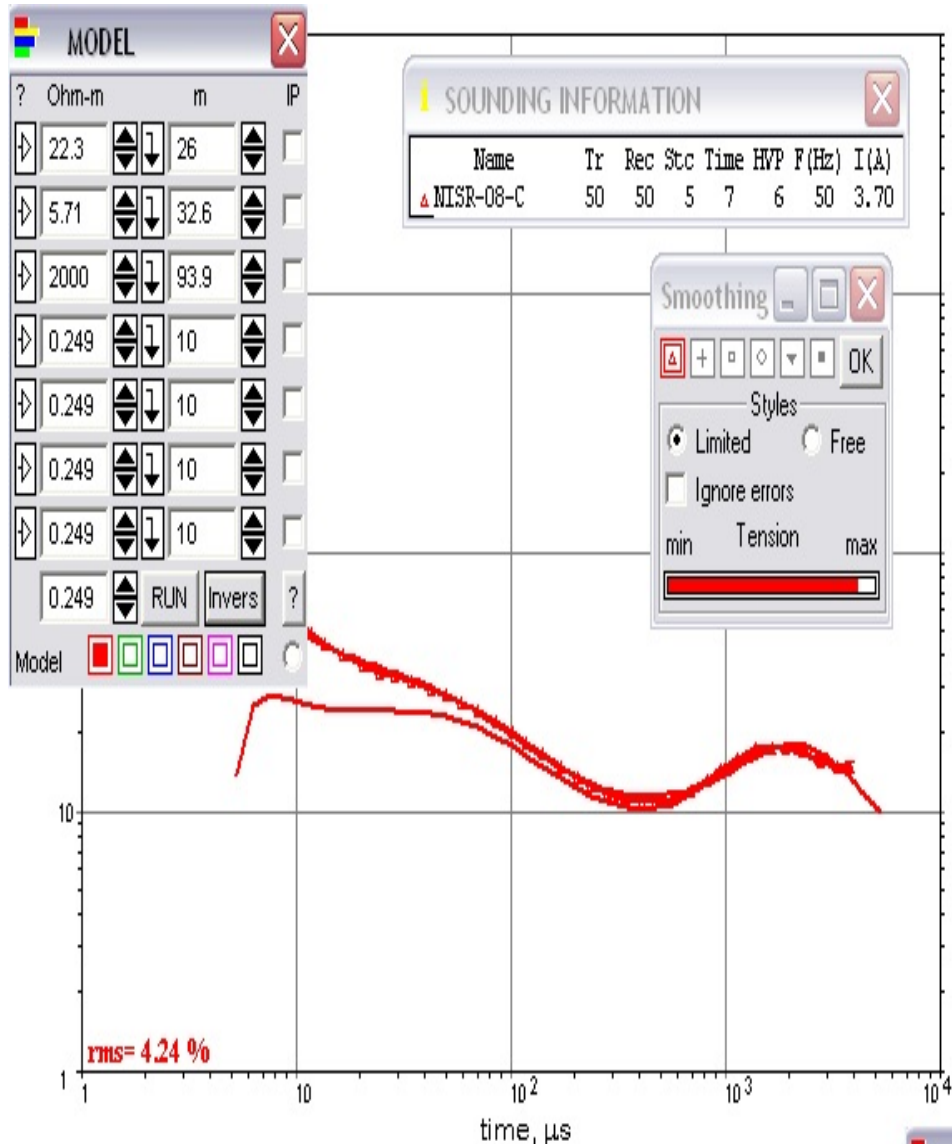 MODEL
? Ohm-m m IP
22.3 26
5.71 32.6
2000 93.9
0.249 10
0.249 10
0.249 10
0.249 10
0.249 RUN Invers ?
Model
SOUNDING INFORMATION
Name Tr Rec Stc Time HVP F(Hz) I(A)
NISR-08-C 50 50 5 7 6 50 3.70
Smoothing
OK
Styles
Limited Free
Ignore errors
min Tension max
10
rms= 4.24 %
1
1 10 10² 10³ 10⁴
time, µs